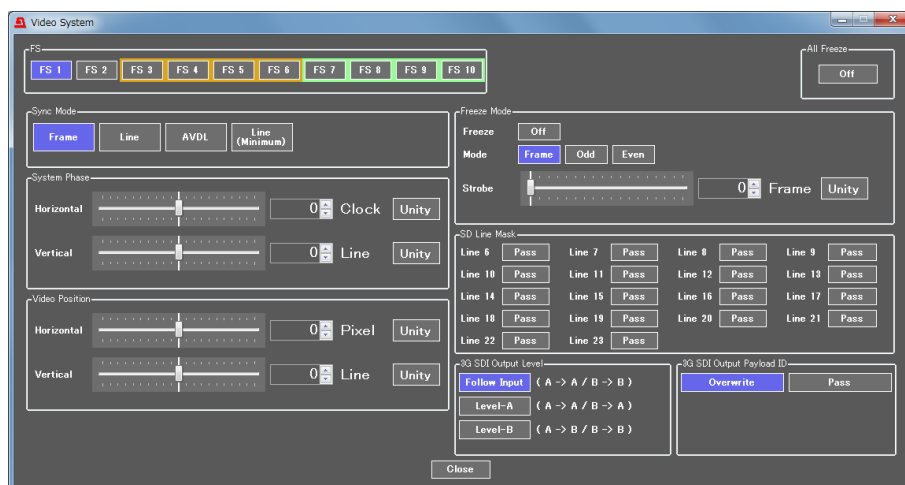 Video System
FS
FS 1 FS 2 FS 3 FS 4 FS 5 FS 6 FS 7 FS 8 FS 9 FS 10
All Freeze
Off
Sync Mode
Frame Line AVDL Line (Minimum)
System Phase
Horizontal 0 Clock Unity
Vertical 0 Line Unity
Video Position
Horizontal 0 Pixel Unity
Vertical 0 Line Unity
Freeze Mode
Freeze Off
Mode Frame Odd Even
Strobe 0 Frame Unity
SD Line Mask
Line 6 Pass Line 7 Pass Line 8 Pass Line 9 Pass
Line 10 Pass Line 11 Pass Line 12 Pass Line 13 Pass
Line 14 Pass Line 15 Pass Line 16 Pass Line 17 Pass
Line 18 Pass Line 19 Pass Line 20 Pass Line 21 Pass
Line 22 Pass Line 23 Pass
3G SDI Output Level
Follow Input ( A -> A / B -> B )
Level-A ( A -> A / B -> A )
Level-B ( A -> B / B -> B )
3G SDI Output Payload ID
Overwrite Pass
Close